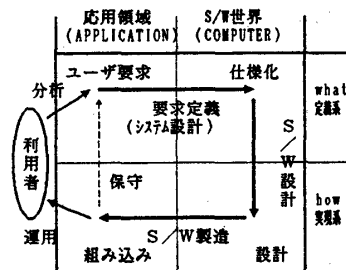 応用領域 S/W世界
(APPLICATION) (COMPUTER)
ユーザ要求 仕様化
分析
what
定義系
要求定義
(システム設計)
利用者
S/W設計
保守
how
実現系
運用
S/W製造
組み込み 設計